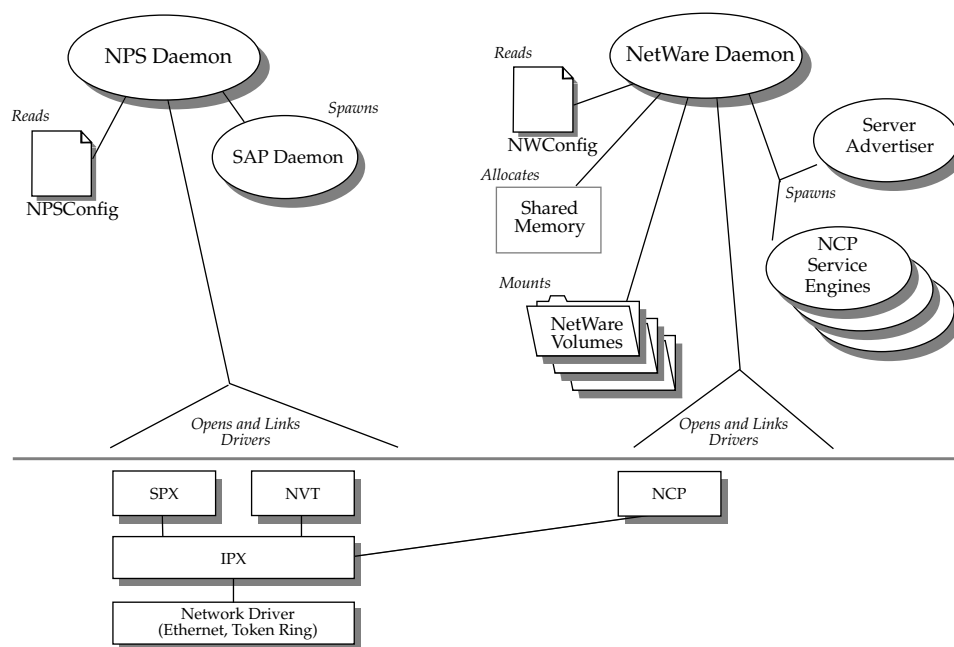 NPS Daemon
Reads
NPSConfig
Spawns
SAP Daemon
Opens and Links
Drivers
NetWare Daemon
Reads
NWConfig
Allocates
Shared
Memory
Mounts
NetWare
Volumes
Server
Advertiser
Spawns
NCP
Service
Engines
Opens and Links
Drivers
SPX
NVT
NCP
IPX
Network Driver
(Ethernet, Token Ring)